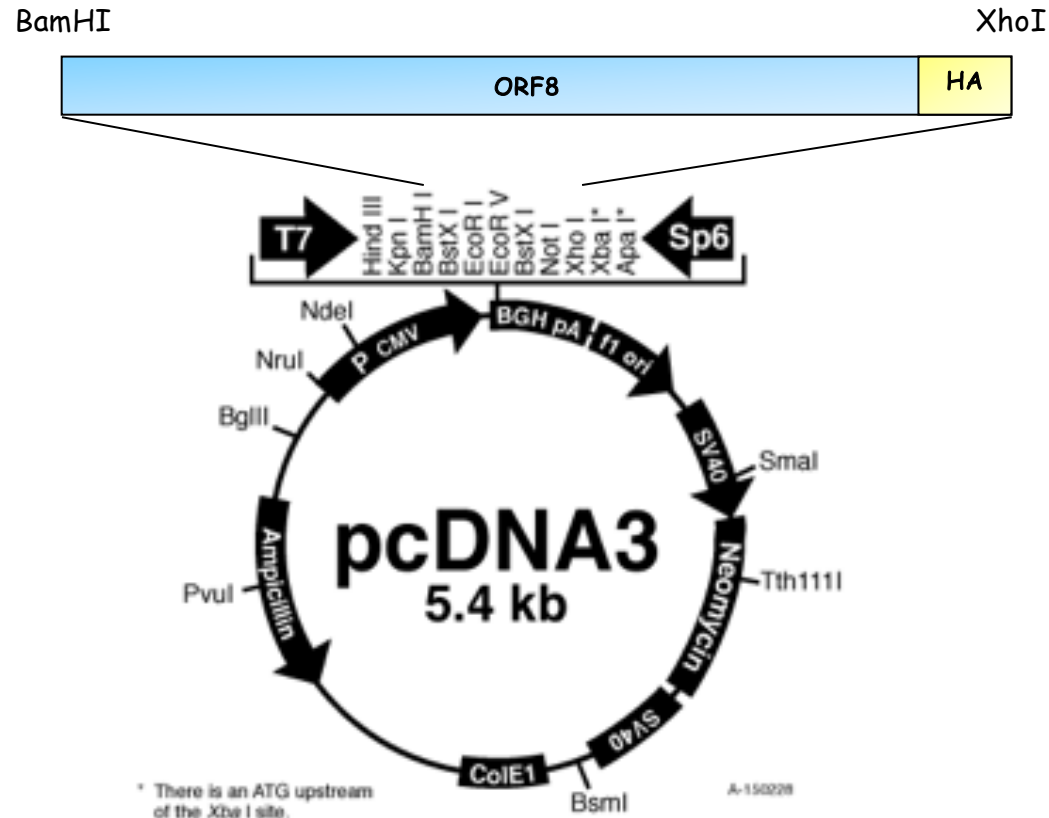 BamHI
XhoI
ORF8
HA
T7
Hind III
Kpn I
BamH I
BstX I
EcoR I
EcoR V
BstX I
Not I
Xho I
Xba I*
Apa I*
Sp6
NdeI
NruI
BglII
P CMV
BGH pA
f1 ori
SV40
SmaI
Ampicillin
PvuI
pcDNA3
5.4 kb
Neomycin
Tth111I
SV40
ColE1
BsmI
* There is an ATG upstream
of the Xba I site.
A-150228